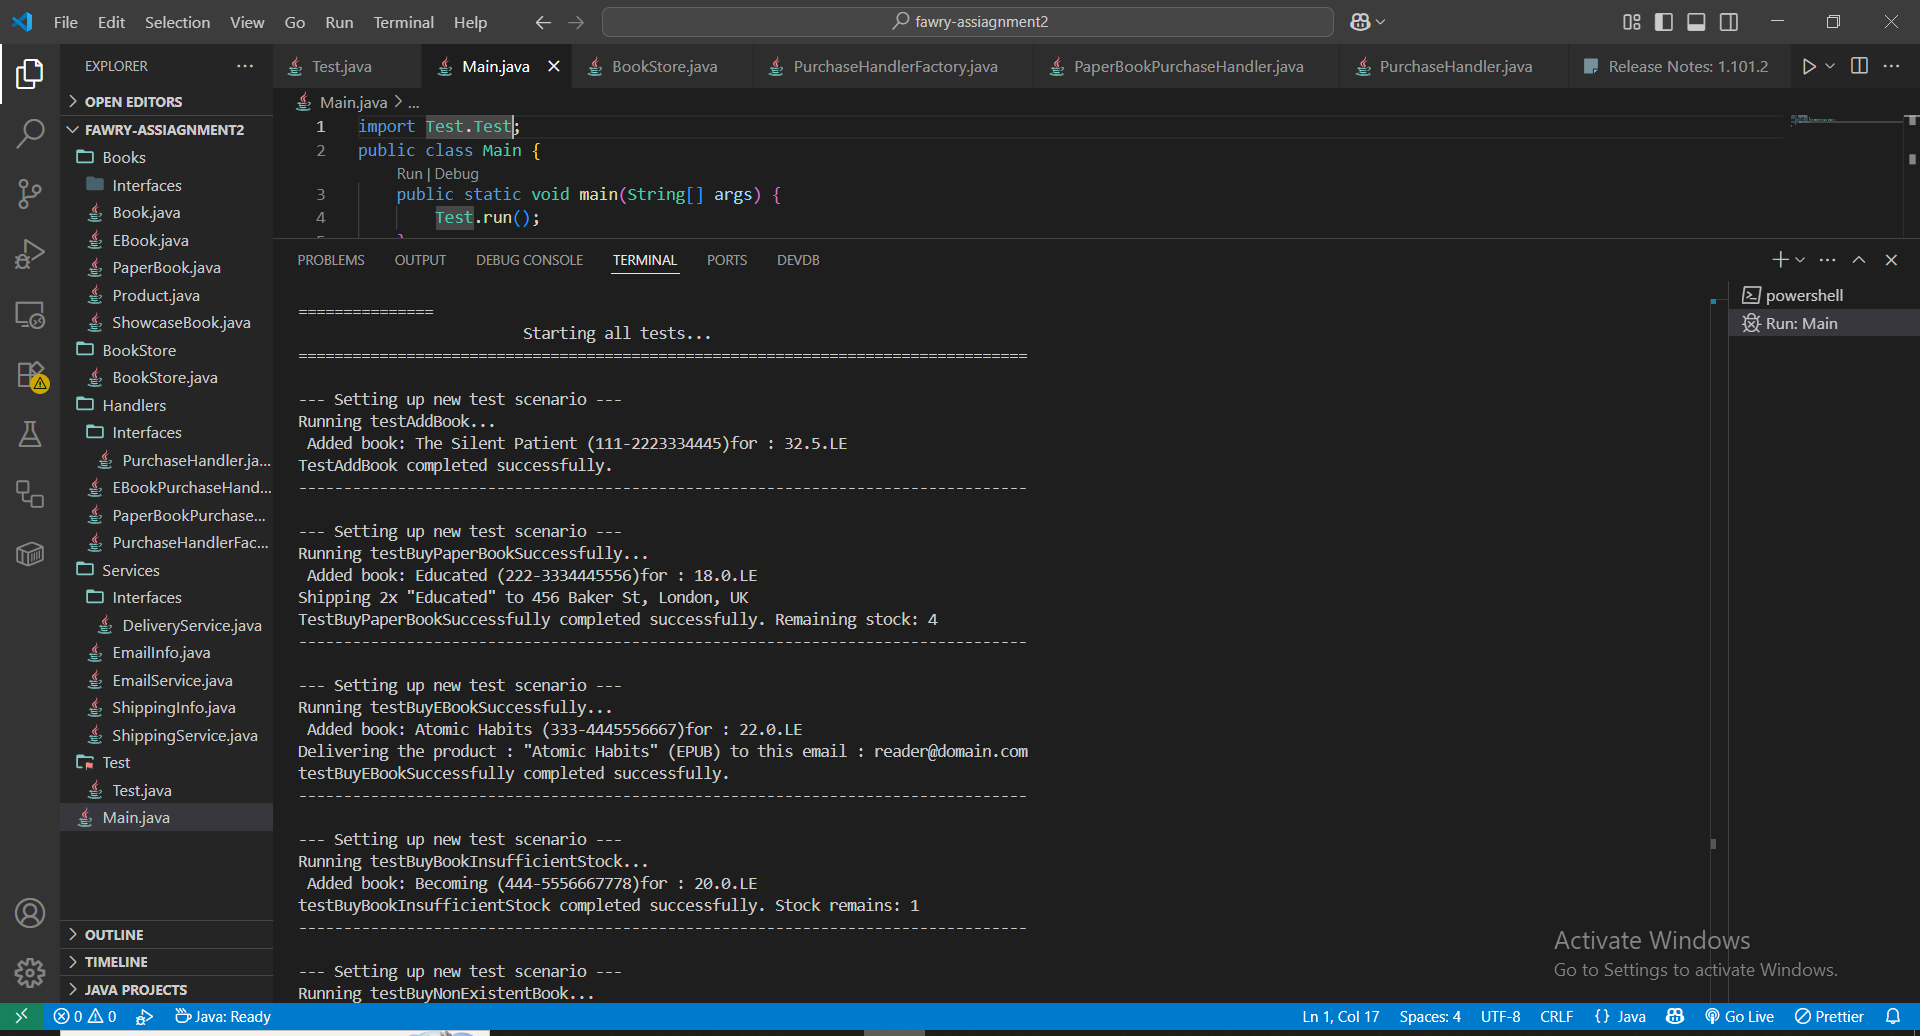 File Edit Selection View Go Run Terminal Help
fawry-assiagnment2
EXPLORER
OPEN EDITORS
FAWRY-ASSIAGNMENT2
Books
Interfaces
Book.java
EBook.java
PaperBook.java
Product.java
ShowcaseBook.java
BookStore
BookStore.java
Handlers
Interfaces
PurchaseHandler.ja...
EBookPurchaseHand...
PaperBookPurchase...
PurchaseHandlerFac...
Services
Interfaces
DeliveryService.java
EmailInfo.java
EmailService.java
ShippingInfo.java
ShippingService.java
Test
Test.java
Main.java
OUTLINE
TIMELINE
JAVA PROJECTS
Test.java Main.java BookStore.java PurchaseHandlerFactory.java PaperBookPurchaseHandler.java PurchaseHandler.java Release Notes: 1.101.2
Main.java > ...
1 import Test.Test;
2 public class Main {
Run | Debug
3 public static void main(String[] args) {
4 Test.run();
PROBLEMS OUTPUT DEBUG CONSOLE TERMINAL PORTS DEVDB
powershell
Run: Main
===============
Starting all tests...
=================================================================================
--- Setting up new test scenario ---
Running testAddBook...
Added book: The Silent Patient (111-2223334445)for : 32.5.LE
TestAddBook completed successfully.
---------------------------------------------------------------------------------
--- Setting up new test scenario ---
Running testBuyPaperBookSuccessfully...
Added book: Educated (222-3334445556)for : 18.0.LE
Shipping 2x "Educated" to 456 Baker St, London, UK
TestBuyPaperBookSuccessfully completed successfully. Remaining stock: 4
---------------------------------------------------------------------------------
--- Setting up new test scenario ---
Running testBuyEBookSuccessfully...
Added book: Atomic Habits (333-4445556667)for : 22.0.LE
Delivering the product : "Atomic Habits" (EPUB) to this email : reader@domain.com
testBuyEBookSuccessfully completed successfully.
---------------------------------------------------------------------------------
--- Setting up new test scenario ---
Running testBuyBookInsufficientStock...
Added book: Becoming (444-5556667778)for : 20.0.LE
testBuyBookInsufficientStock completed successfully. Stock remains: 1
---------------------------------------------------------------------------------
--- Setting up new test scenario ---
Running testBuyNonExistentBook...
Activate Windows
Go to Settings to activate Windows.
0 0 Java: Ready
Ln 1, Col 17 Spaces: 4 UTF-8 CRLF {} Java Go Live Prettier